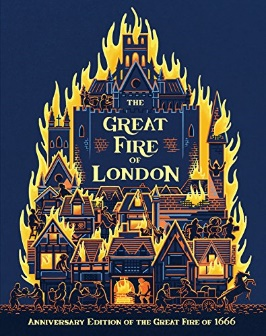 THE
GREAT
FIRE
OF
LONDON
ANNIVERSARY EDITION OF THE GREAT FIRE OF 1666